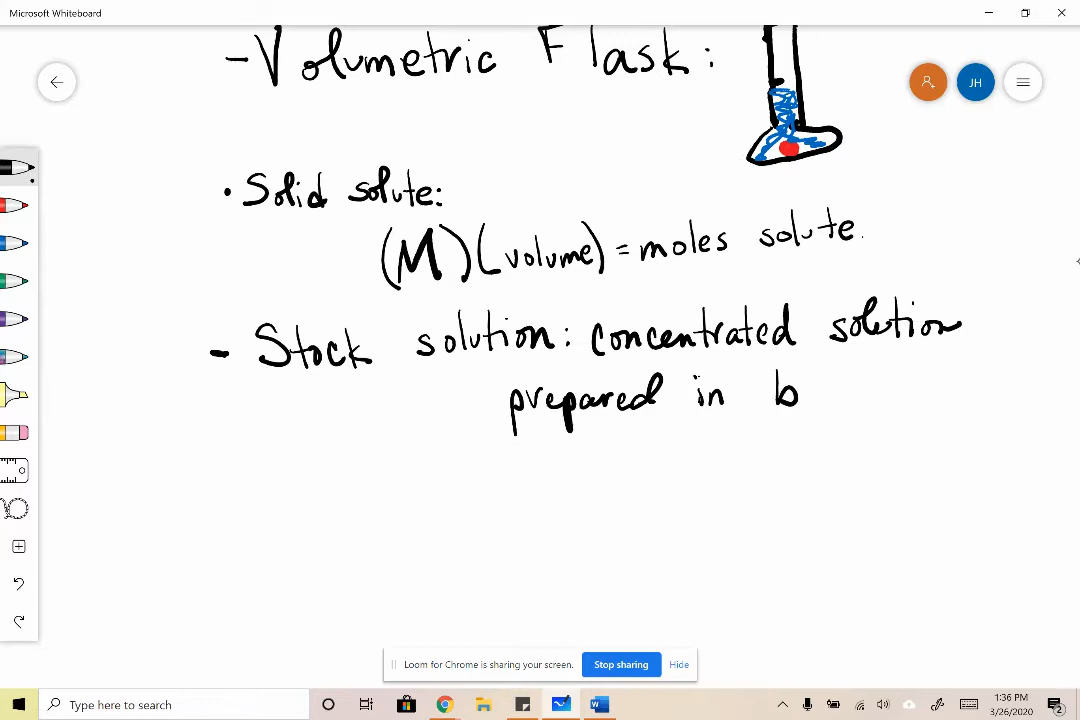 Microsoft Whiteboard
- Volumetric Flask:
JH
• Solid solute:
(M)(volume) = moles solute.
- Stock solution: concentrated solution
prepared in b
Loom for Chrome is sharing your screen. Stop sharing Hide
Type here to search
1:36 PM
3/26/2020
2